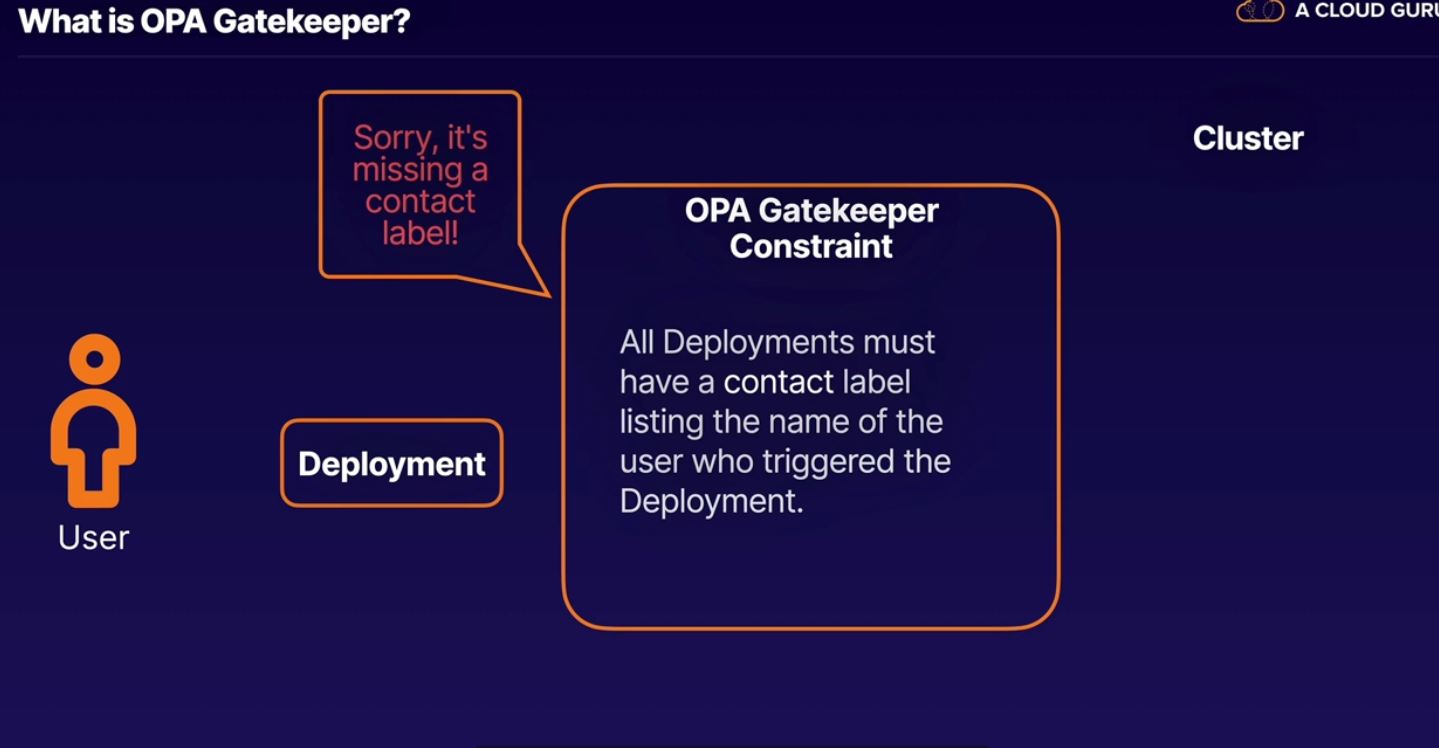 What is OPA Gatekeeper?
A CLOUD GURU
Sorry, it's
missing a
contact
label!
Cluster
OPA Gatekeeper
Constraint
All Deployments must
have a contact label
listing the name of the
user who triggered the
Deployment.
Deployment
User